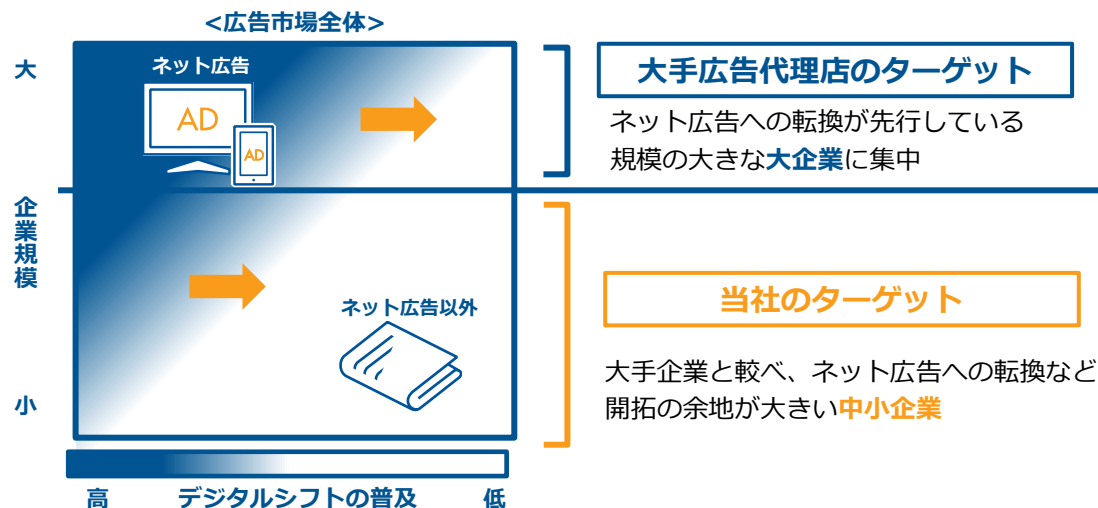 <広告市場全体>
大
企業規模
小
ネット広告
AD
AD
ネット広告以外
高
デジタルシフトの普及
低
大手広告代理店のターゲット
ネット広告への転換が先行している
規模の大きな大企業に集中
当社のターゲット
大手企業と較べ、ネット広告への転換など
開拓の余地が大きい中小企業